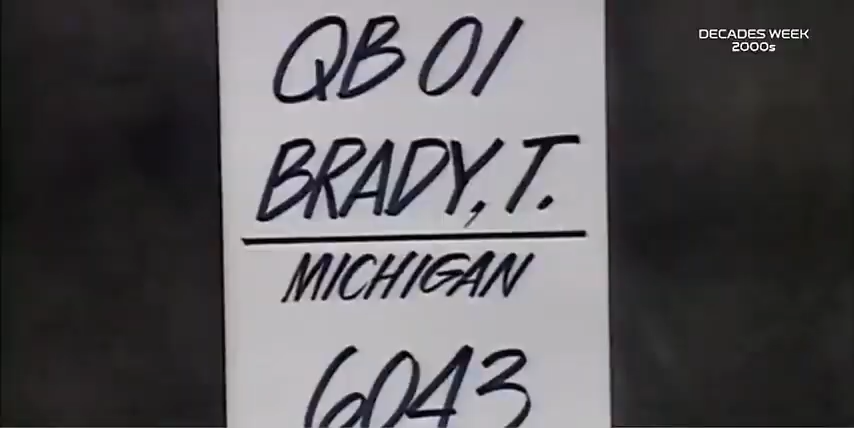 DECADES WEEK
2000s
QB 01
BRADY, T.
MICHIGAN
6043